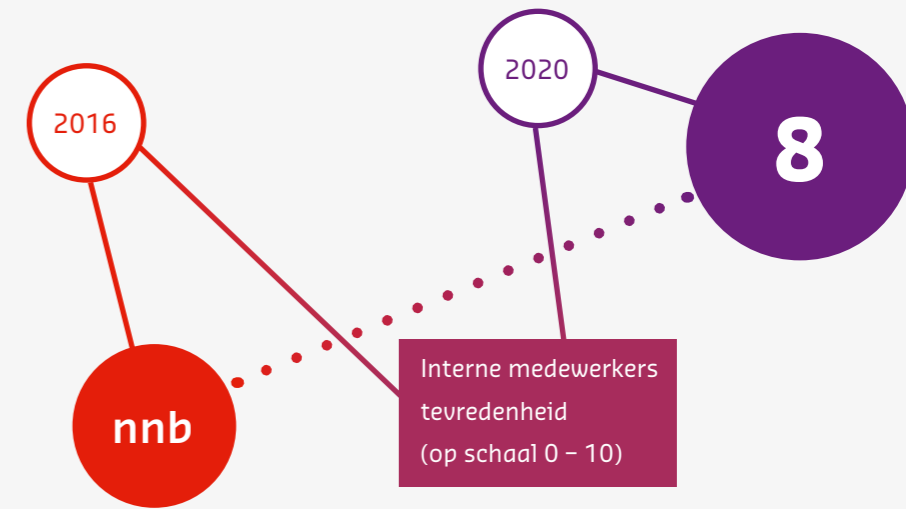 2016
2020
8
nnb
Interne medewerkers
tevredenheid
(op schaal 0 – 10)